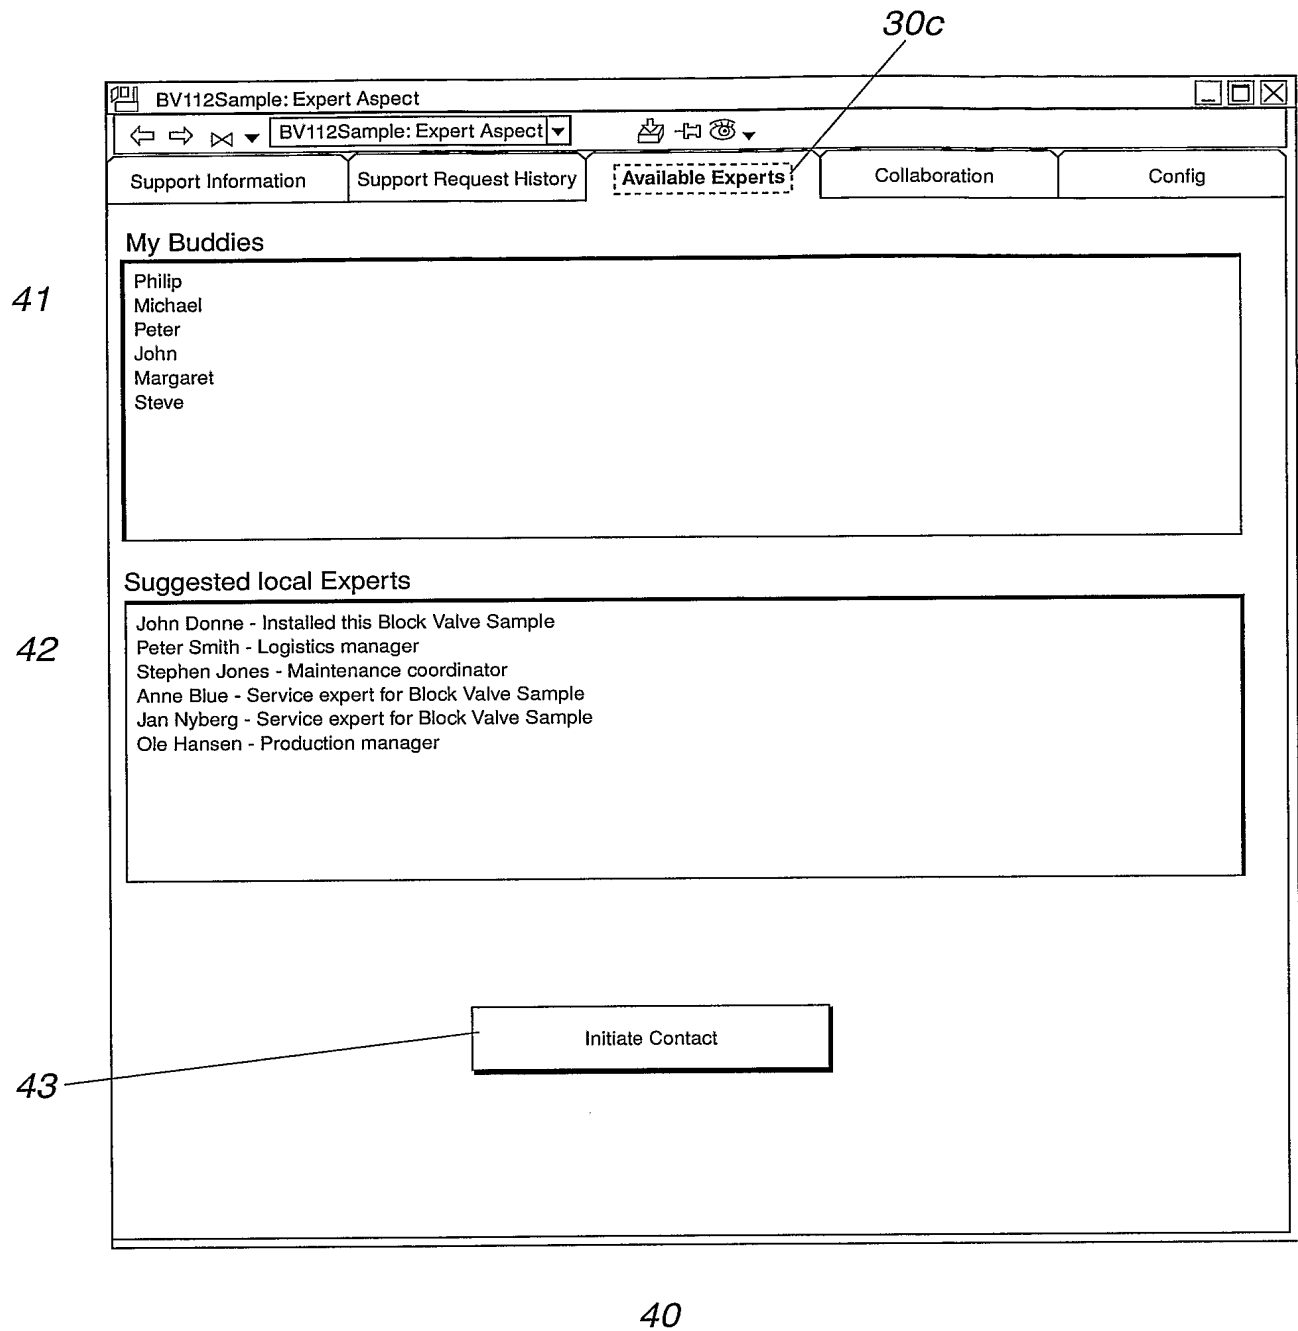 30c
BV112Sample: Expert Aspect
BV112Sample: Expert Aspect
Support Information
Support Request History
Available Experts
Collaboration
Config
My Buddies
41
Philip
Michael
Peter
John
Margaret
Steve
Suggested local Experts
42
John Donne - Installed this Block Valve Sample
Peter Smith - Logistics manager
Stephen Jones - Maintenance coordinator
Anne Blue - Service expert for Block Valve Sample
Jan Nyberg - Service expert for Block Valve Sample
Ole Hansen - Production manager
Initiate Contact
43
40